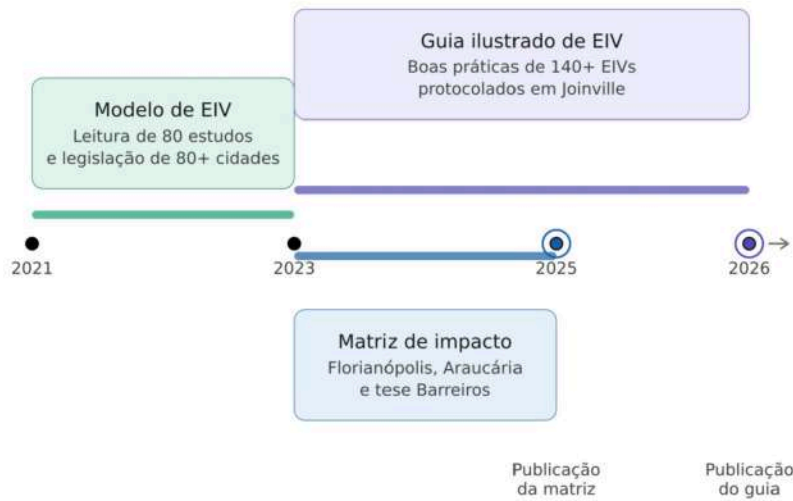 Guia ilustrado de EIV
Boas práticas de 140+ EIVs
protocolados em Joinville
Modelo de EIV
Leitura de 80 estudos
e legislação de 80+ cidades
2021
2023
2025
2026
Matriz de impacto
Florianópolis, Araucária
e tese Barreiros
Publicação
da matriz
Publicação
do guia